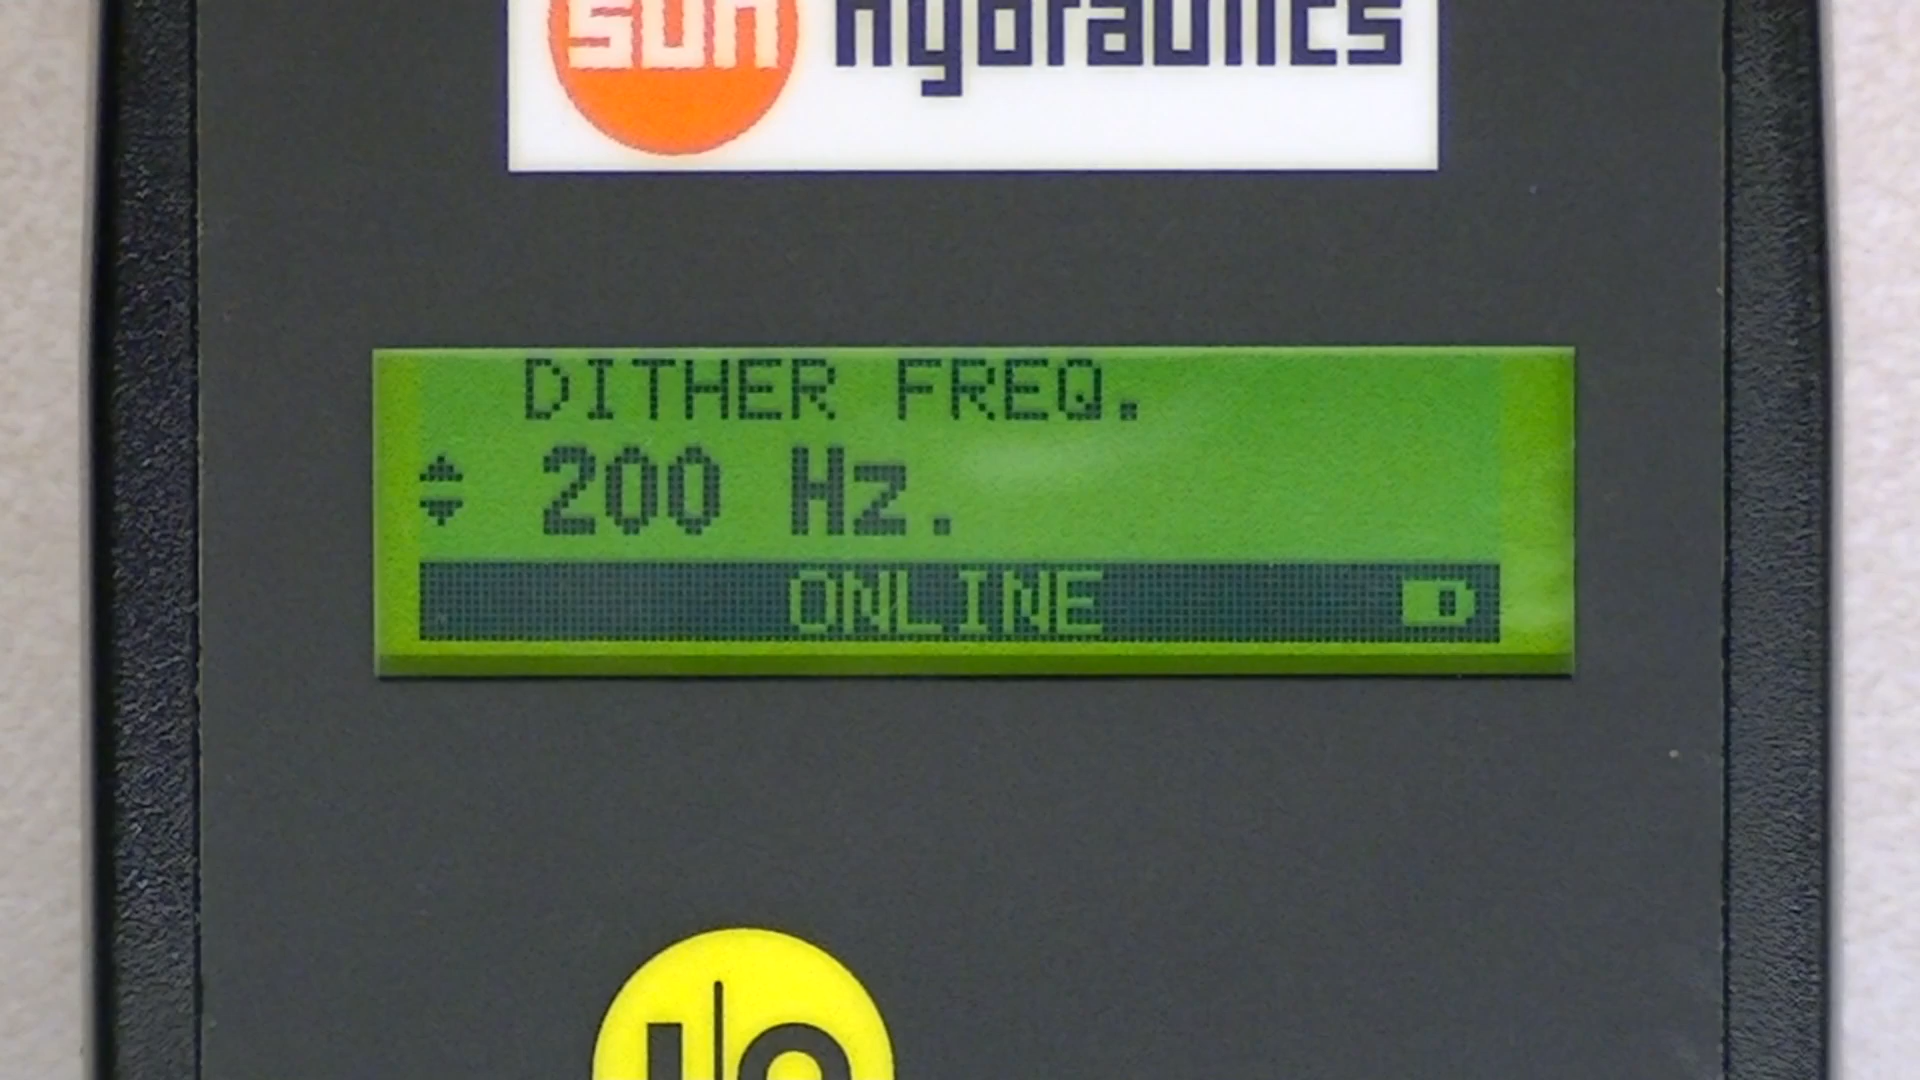 sun hydraulics
DITHER FREQ.
200 Hz.
ONLINE
I/O